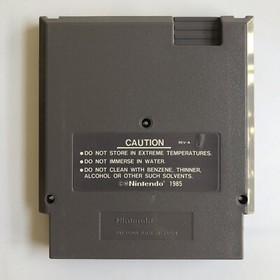 CAUTION REV-A
• DO NOT STORE IN EXTREME TEMPERATURES.
• DO NOT IMMERSE IN WATER.
• DO NOT CLEAN WITH BENZENE, THINNER,
ALCOHOL OR OTHER SUCH SOLVENTS.
©®Nintendo® 1985
Nintendo